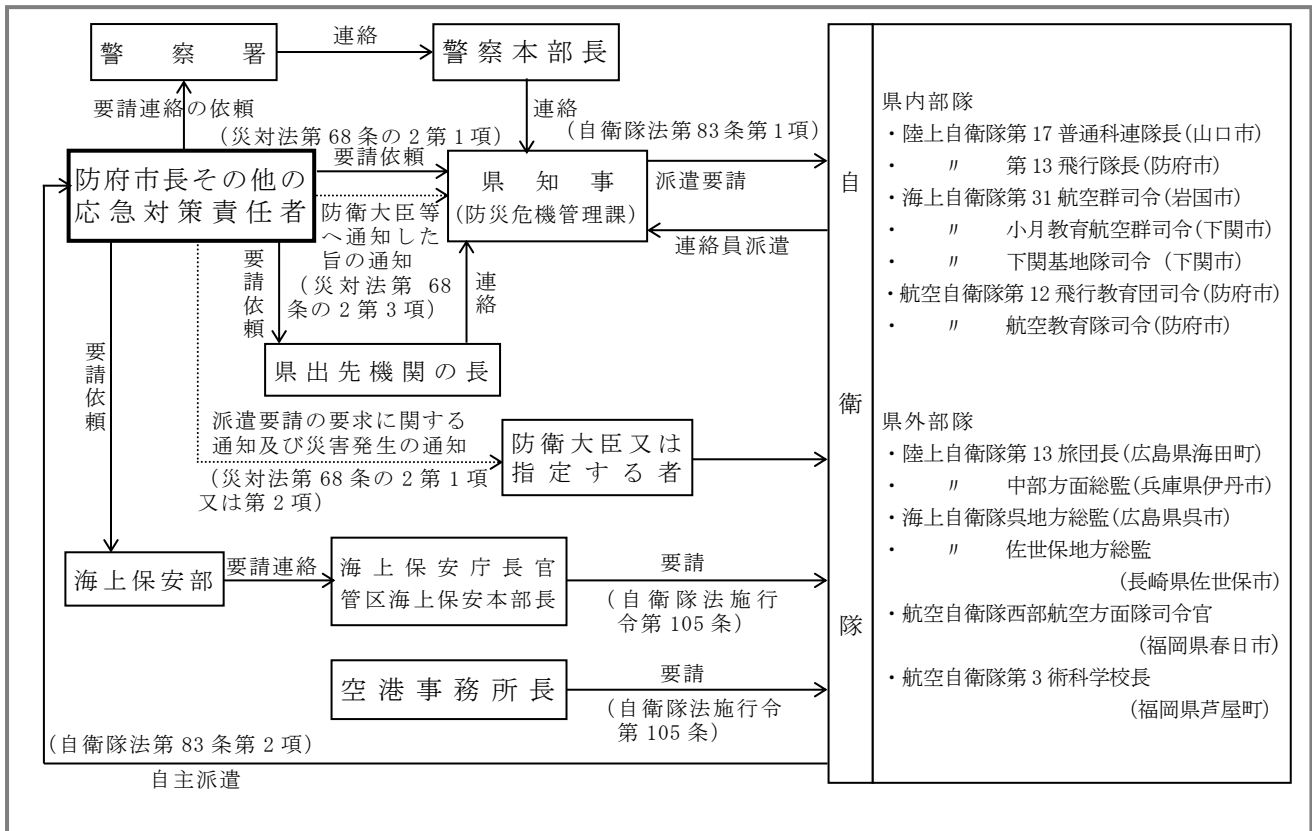 警察署
連絡
警察本部長
要請連絡の依頼
連絡
(災対法第68条の2第1項)
(自衛隊法第83条第1項)
防府市長その他の
応急対策責任者
要請依頼
県知事
(防災危機管理課)
派遣要請
連絡員派遣
防衛大臣等
へ通知した
旨の通知
(災対法第68
条の2第3項)
要請依頼
連絡
県出先機関の長
要請依頼
派遣要請の要求に関する
通知及び災害発生の通知
(災対法第68条の2第1項
又は第2項)
防衛大臣又は
指定する者
海上保安部
要請連絡
海上保安庁長官
管区海上保安本部長
要請
(自衛隊法施行
令第105条)
空港事務所長
要請
(自衛隊法施行令
第105条)
(自衛隊法第83条第2項)
自主派遣
自衛隊
県内部隊
・陸上自衛隊第17普通科連隊長(山口市)
・ 〃 第13飛行隊長(防府市)
・海上自衛隊第31航空群司令(岩国市)
・ 〃 小月教育航空群司令(下関市)
・ 〃 下関基地隊司令 (下関市)
・航空自衛隊第12飛行教育団司令(防府市)
・ 〃 航空教育隊司令(防府市)
県外部隊
・陸上自衛隊第13旅団長(広島県海田町)
・ 〃 中部方面総監(兵庫県伊丹市)
・海上自衛隊呉地方総監(広島県呉市)
・ 〃 佐世保地方総監
(長崎県佐世保市)
・航空自衛隊西部航空方面隊司令官
(福岡県春日市)
・航空自衛隊第3術科学校長
(福岡県芦屋町)